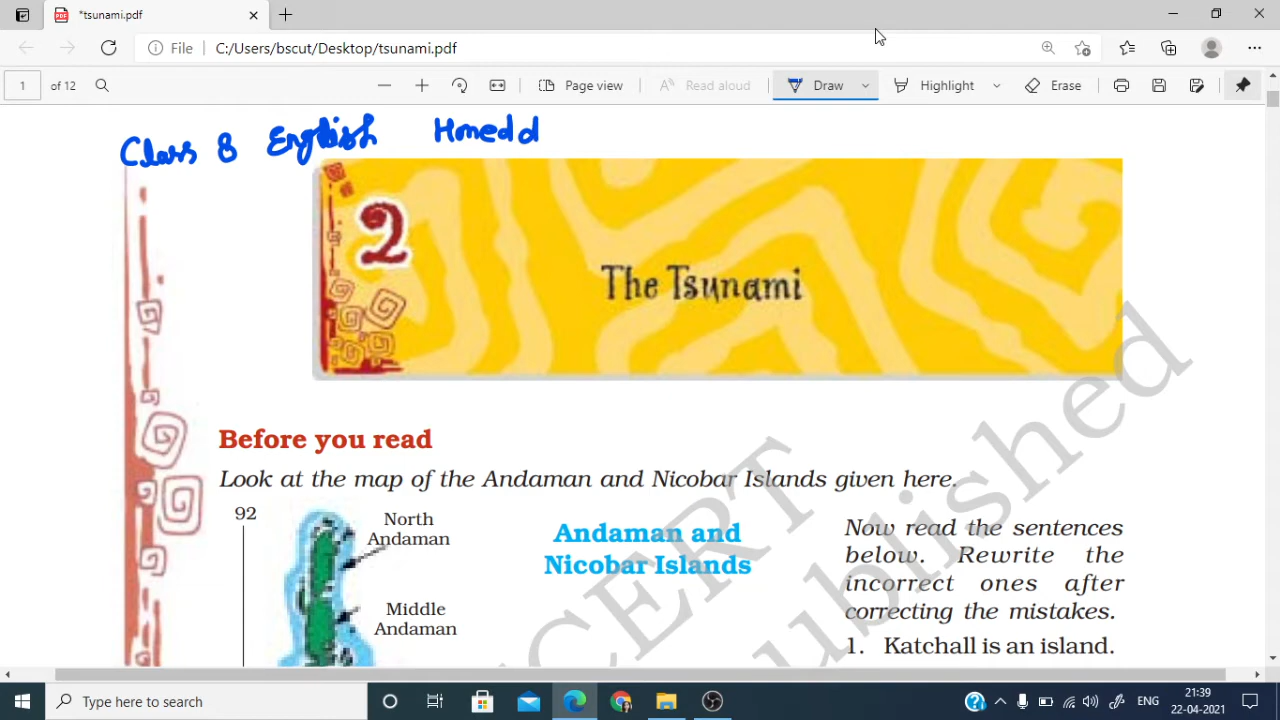 *tsunami.pdf
File C:/Users/bscut/Desktop/tsunami.pdf
1 of 12 Page view Read aloud Draw Highlight Erase
Class 8 English Hmedd
2
The Tsunami
Before you read
Look at the map of the Andaman and Nicobar Islands given here.
92
North
Andaman
Middle
Andaman
Andaman and
Nicobar Islands
Now read the sentences
below. Rewrite the
incorrect ones after
correcting the mistakes.
1. Katchall is an island.
Type here to search
ENG
21:39
22-04-2021